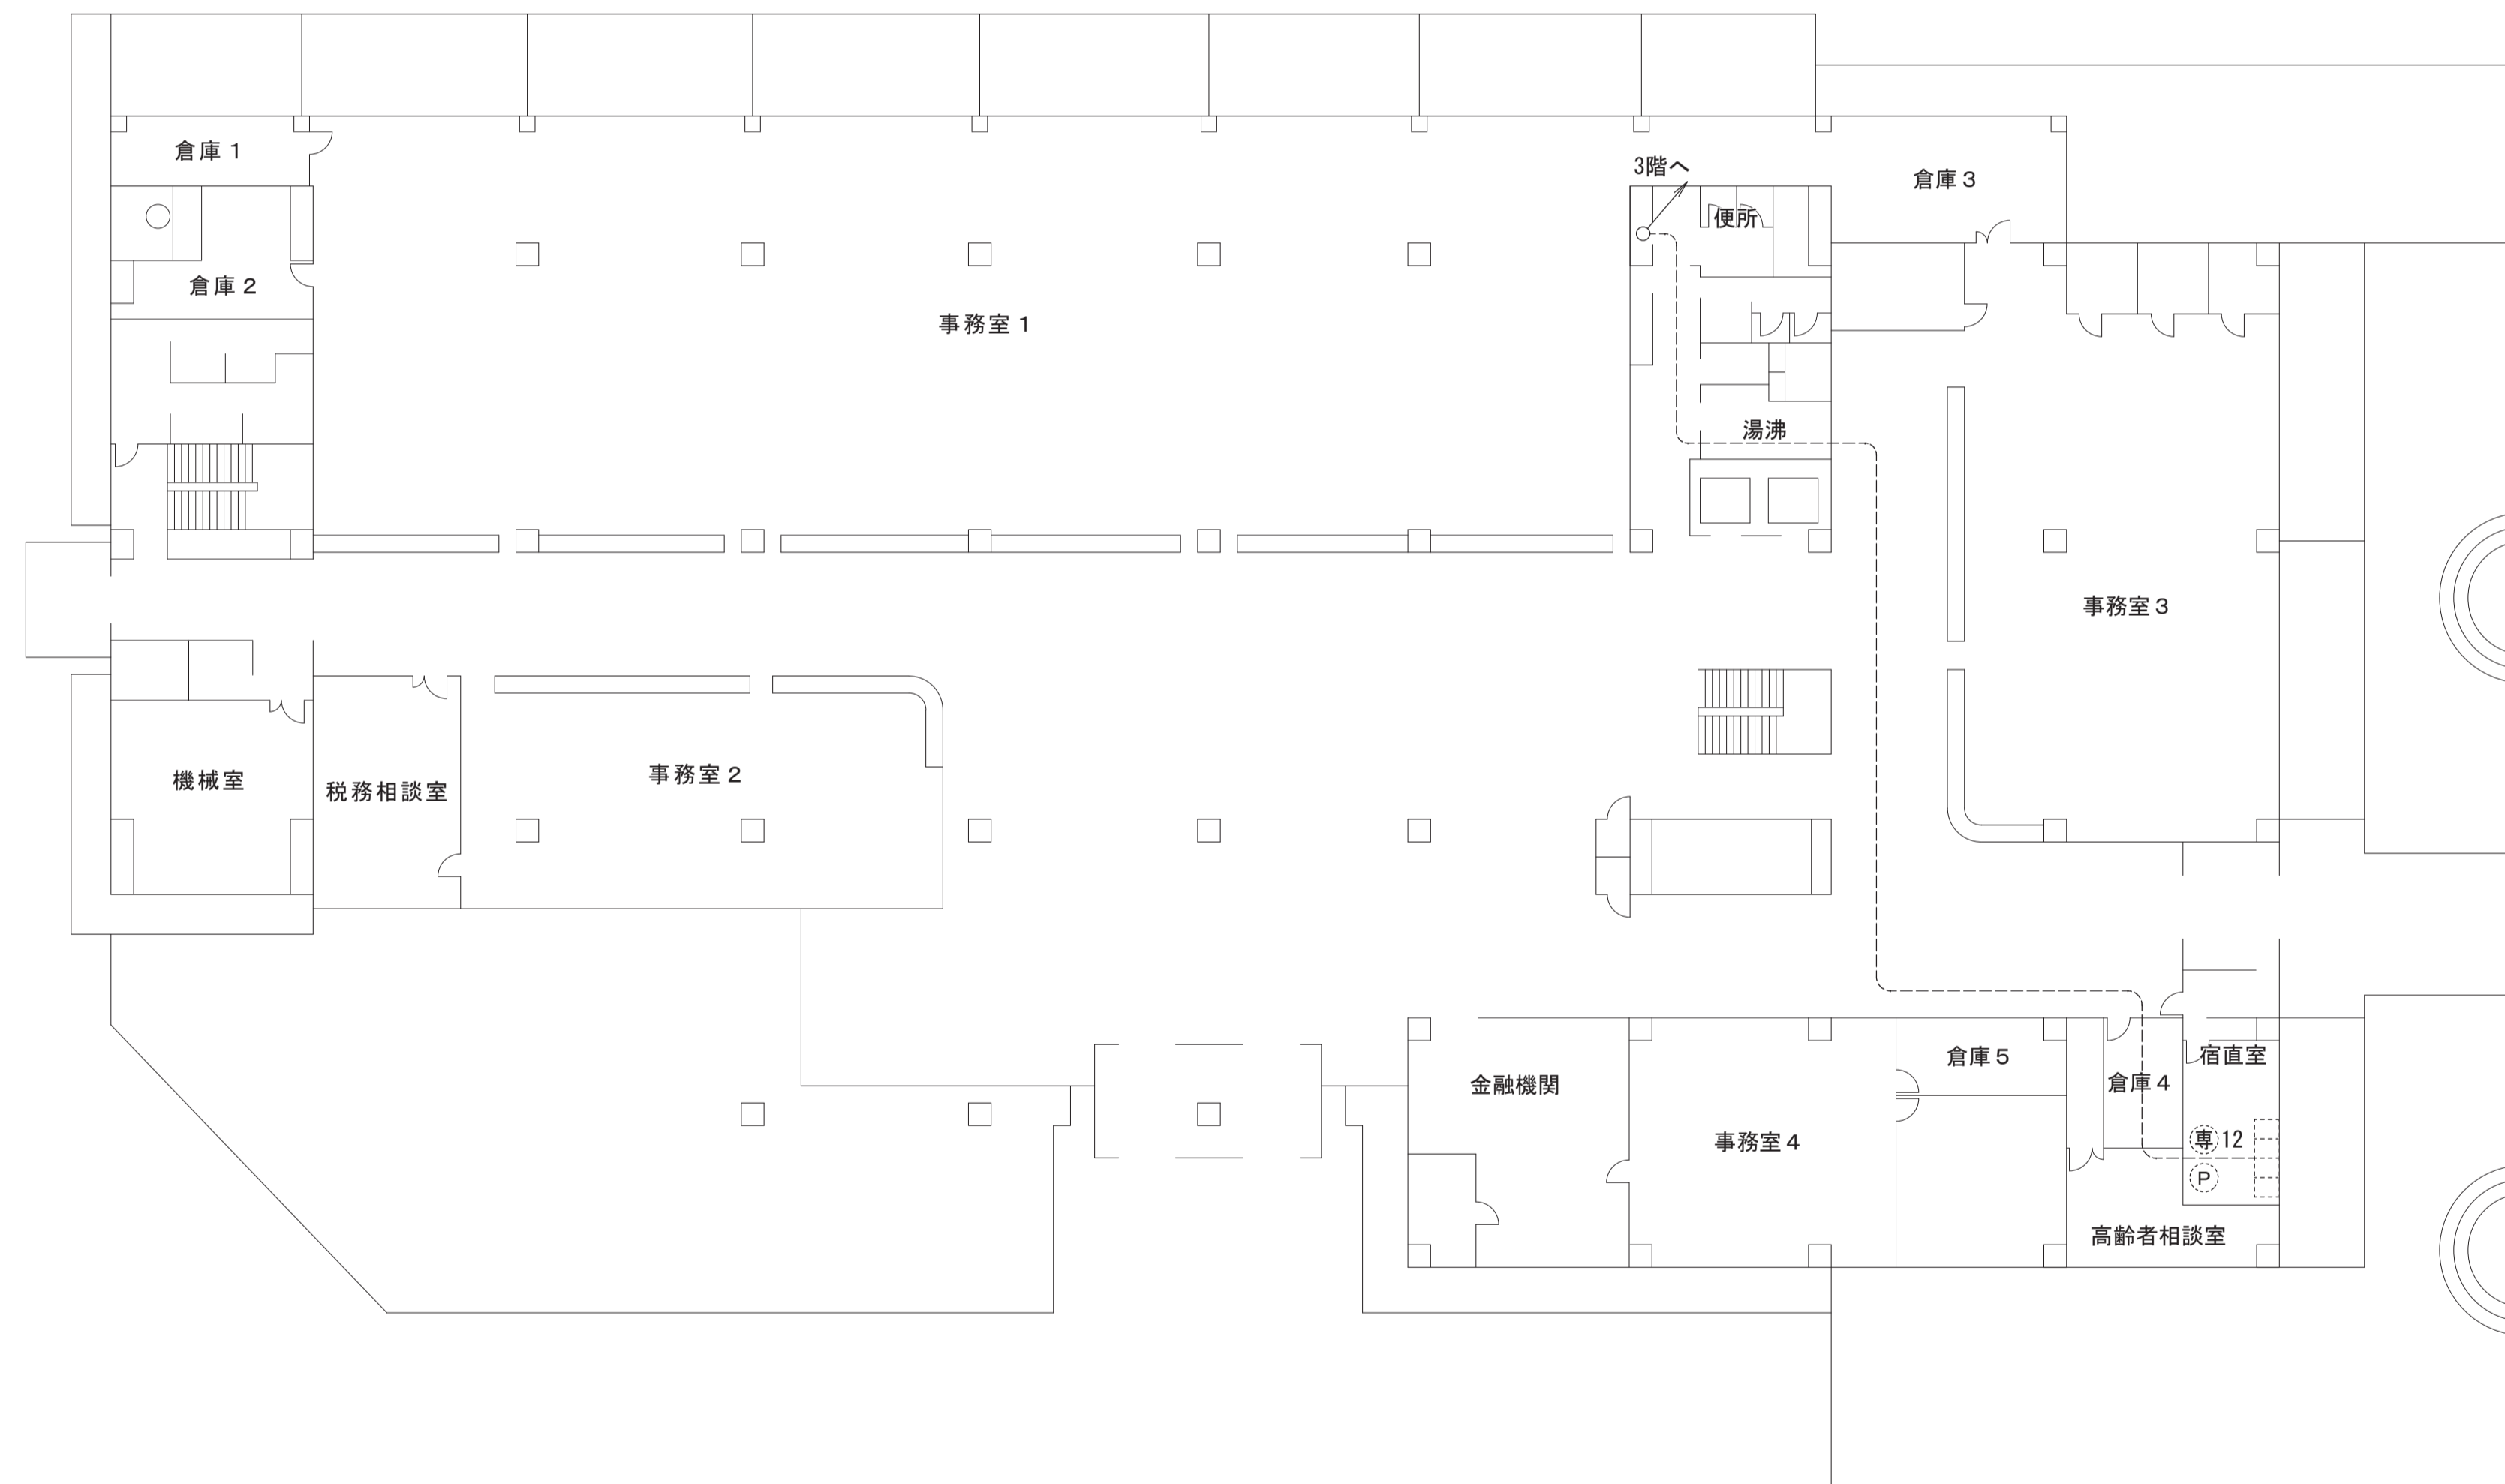 倉庫1
3階へ
倉庫3
便所
倉庫2
事務室1
湯沸
事務室3
機械室
税務相談室
事務室2
倉庫5
宿直室
金融機関
倉庫4
事務室4
専 12
P
高齢者相談室